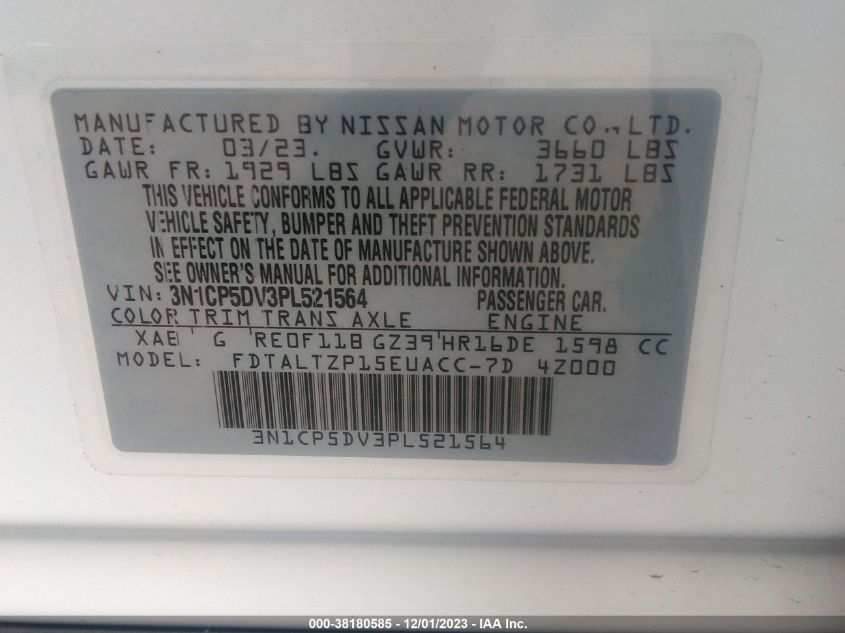 MANUFACTURED BY NISSAN MOTOR CO., LTD.
DATE: 03/23. GVWR: 3660 LBS
GAWR FR: 1929 LBS GAWR RR: 1731 LBS
THIS VEHICLE CONFORMS TO ALL APPLICABLE FEDERAL MOTOR
VEHICLE SAFETY, BUMPER AND THEFT PREVENTION STANDARDS
IN EFFECT ON THE DATE OF MANUFACTURE SHOWN ABOVE.
SEE OWNER'S MANUAL FOR ADDITIONAL INFORMATION.
VIN: 3N1CP5DV3PL521564 PASSENGER CAR.
COLOR TRIM TRANS AXLE ENGINE
XAB G RE0F11B GZ39 HR16DE 1598 CC
MODEL: FDTALTZP15EUACC-7D 4Z000
3N1CP5DV3PL521564
000-38180585 - 12/01/2023 - IAA Inc.